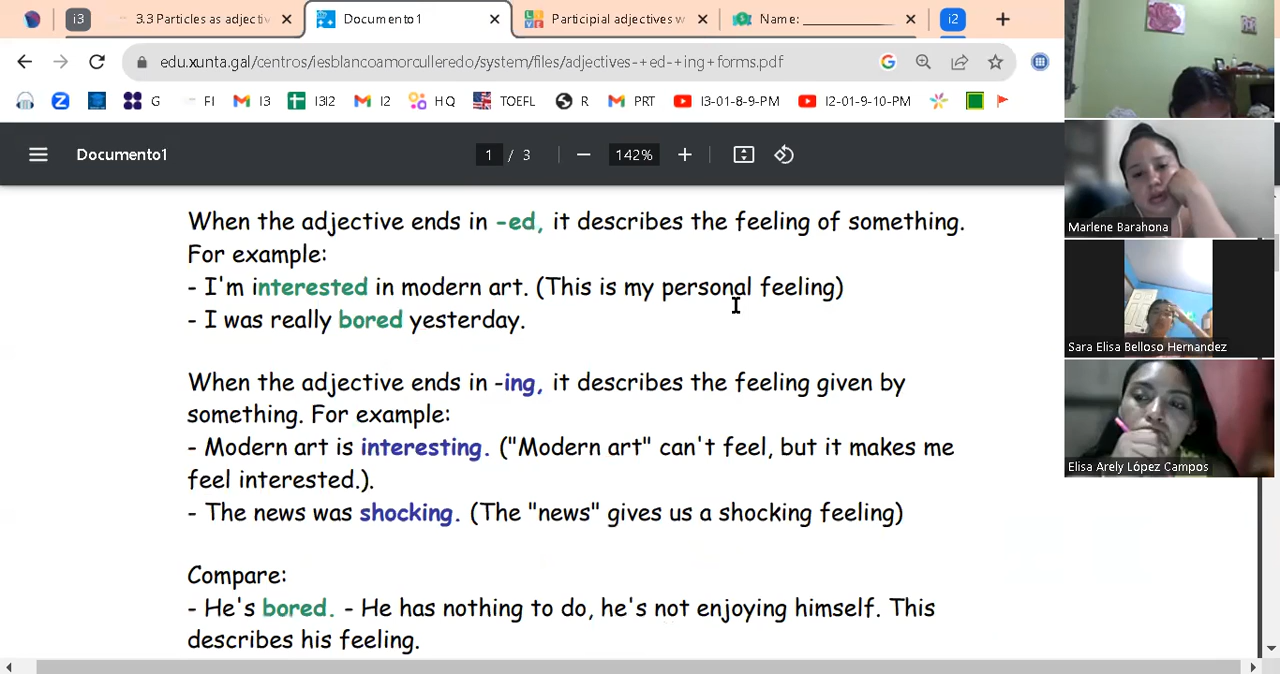 i3
3.3 Particles as adjecti
Documento1
Participial adjectives w
Name: ____________
i2
edu.xunta.gal/centros/iesblancoamorculleredo/system/files/adjectives-+ed-+ing+forms.pdf
G
FI
I3
I3I2
I2
HQ
TOEFL
R
PRT
I3-01-8-9-PM
I2-01-9-10-PM
Documento1
1 / 3
142%
When the adjective ends in -ed, it describes the feeling of something.
For example:
- I'm interested in modern art. (This is my personal feeling)
- I was really bored yesterday.
When the adjective ends in -ing, it describes the feeling given by
something. For example:
- Modern art is interesting. ("Modern art" can't feel, but it makes me
feel interested.).
- The news was shocking. (The "news" gives us a shocking feeling)
Compare:
- He's bored. - He has nothing to do, he's not enjoying himself. This
describes his feeling.
Marlene Barahona
Sara Elisa Belloso Hernandez
Elisa Arely López Campos